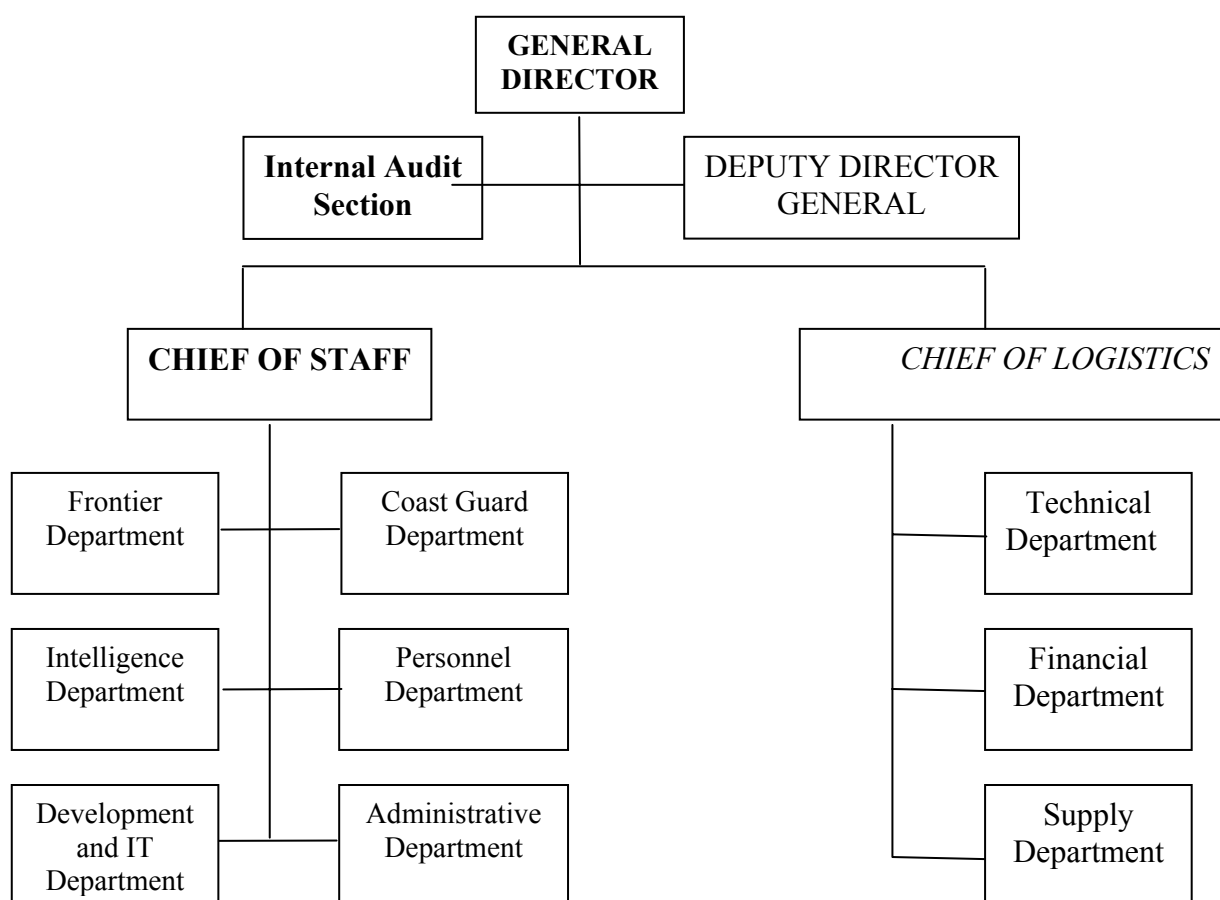 GENERAL
DIRECTOR
Internal Audit
Section
DEPUTY DIRECTOR
GENERAL
CHIEF OF STAFF
CHIEF OF LOGISTICS
Frontier
Department
Coast Guard
Department
Technical
Department
Intelligence
Department
Personnel
Department
Financial
Department
Development
and IT
Department
Administrative
Department
Supply
Department